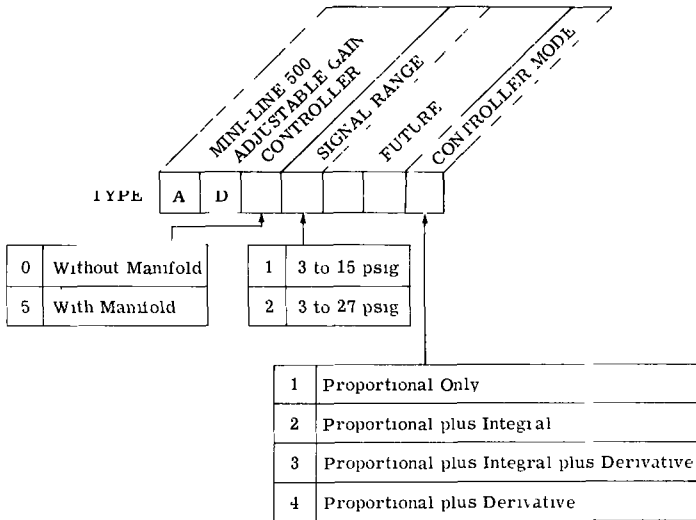 MINI-LINE 500
ADJUSTABLE GAIN
CONTROLLER
SIGNAL RANGE
FUTURE
CONTROLLER MODE
TYPE A D
0 Without Manifold
5 With Manifold
1 3 to 15 psig
2 3 to 27 psig
1 Proportional Only
2 Proportional plus Integral
3 Proportional plus Integral plus Derivative
4 Proportional plus Derivative